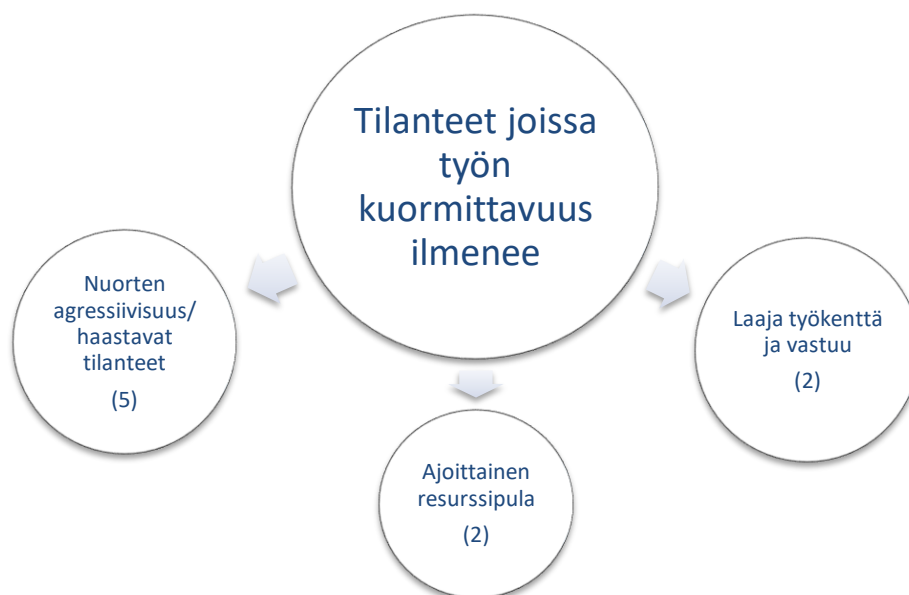 Tilanteet joissa
työn
kuormittavuus
ilmenee
Nuorten
agressiivisuus/
haastavat
tilanteet
(5)
Ajoittainen
resurssipula
(2)
Laaja työkenttä
ja vastuu
(2)